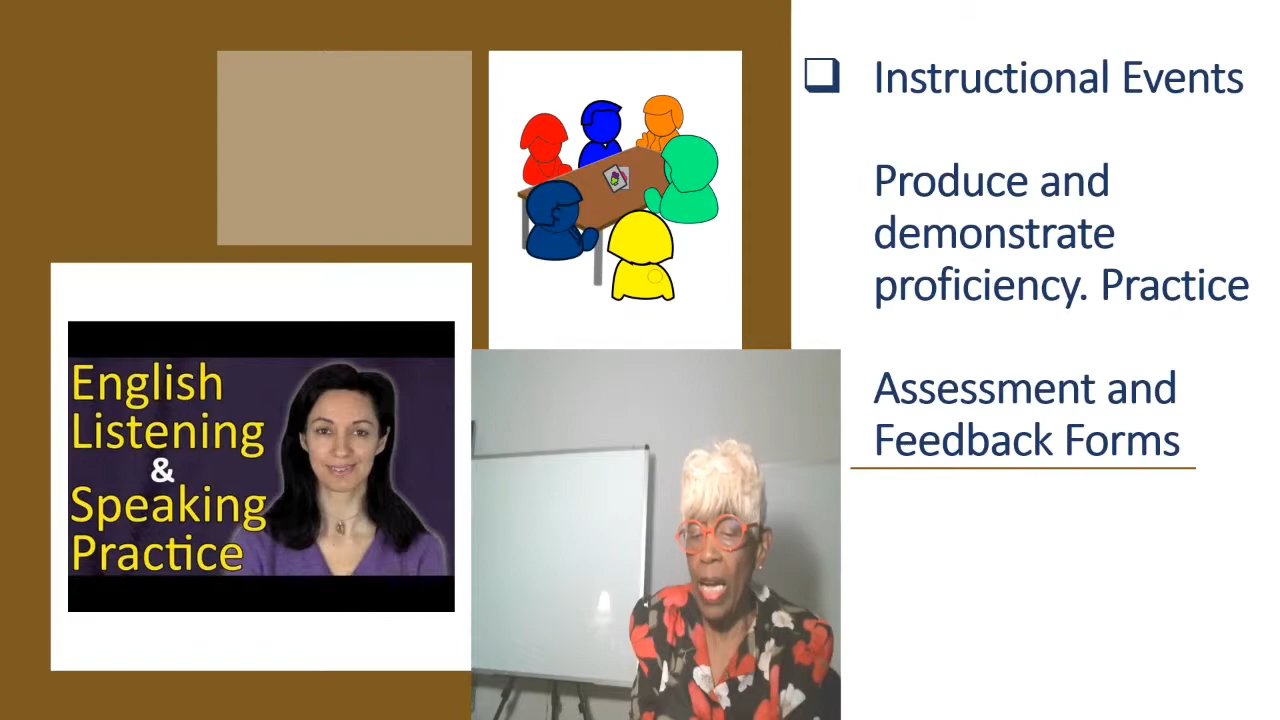 Instructional Events
Produce and
demonstrate
proficiency. Practice
Assessment and
Feedback Forms
English
Listening
&
Speaking
Practice